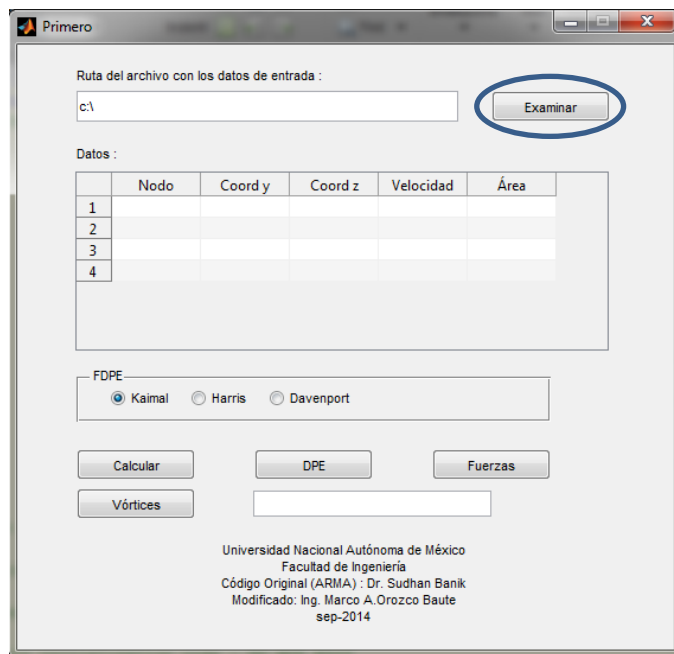 Primero
Ruta del archivo con los datos de entrada :
c:\
Examinar
Datos :
Nodo Coord y Coord z Velocidad Área
1
2
3
4
FDPE
Kaimal Harris Davenport
Calcular DPE Fuerzas
Vórtices
Universidad Nacional Autónoma de México
Facultad de Ingeniería
Código Original (ARMA) : Dr. Sudhan Banik
Modificado: Ing. Marco A.Orozco Baute
sep-2014